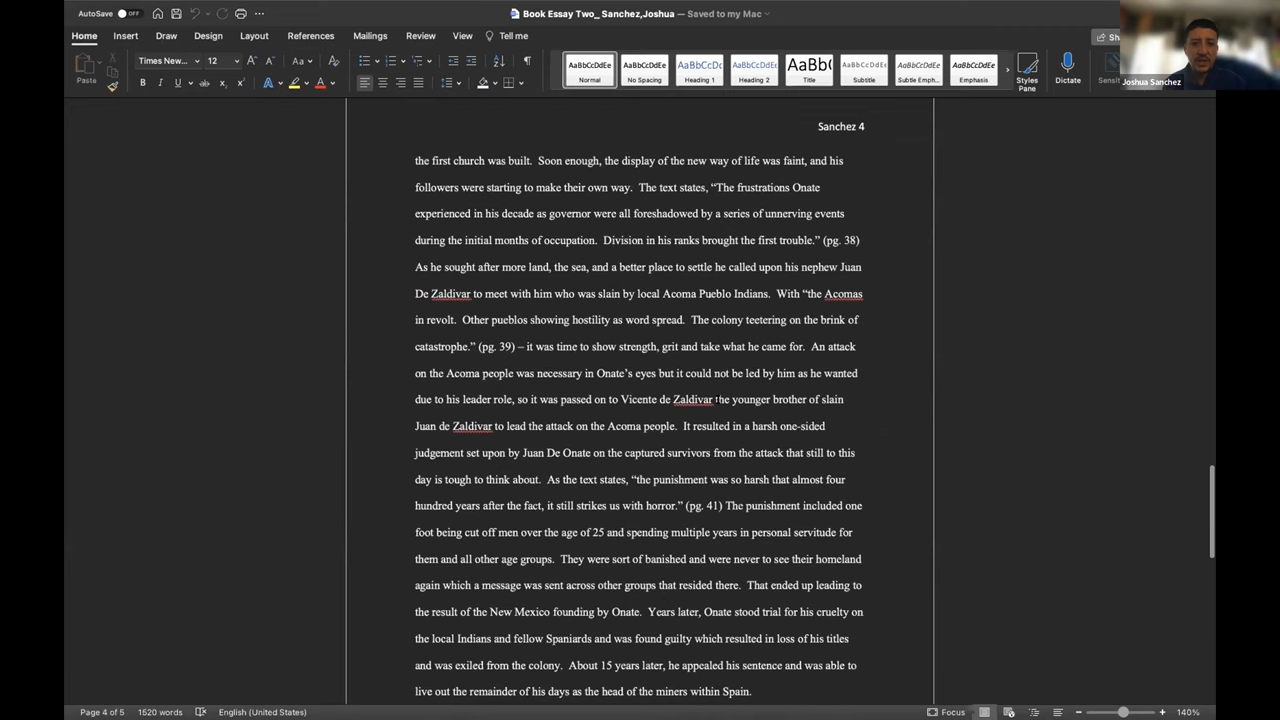 AutoSave OFF Book Essay Two_ Sanchez,Joshua — Saved to my Mac
Home Insert Draw Design Layout References Mailings Review View Tell me Sh
Joshua Sanchez
Paste Times New... 12 A A Aa A
B I U ab x x A A
AaBbCcDdEe AaBbCcDdEe AaBbCcDc AaBbCcDdEe AaBb( AaBbCcDdEe AaBbCcDdEe AaBbCcDdEe
Normal No Spacing Heading 1 Heading 2 Title Subtitle Subtle Emph... Emphasis Styles Pane Dictate Sensit
Sanchez 4
the first church was built. Soon enough, the display of the new way of life was faint, and his
followers were starting to make their own way. The text states, “The frustrations Onate
experienced in his decade as governor were all foreshadowed by a series of unnerving events
during the initial months of occupation. Division in his ranks brought the first trouble.” (pg. 38)
As he sought after more land, the sea, and a better place to settle he called upon his nephew Juan
De Zaldivar to meet with him who was slain by local Acoma Pueblo Indians. With “the Acomas
in revolt. Other pueblos showing hostility as word spread. The colony teetering on the brink of
catastrophe.” (pg. 39) – it was time to show strength, grit and take what he came for. An attack
on the Acoma people was necessary in Onate’s eyes but it could not be led by him as he wanted
due to his leader role, so it was passed on to Vicente de Zaldivar the younger brother of slain
Juan de Zaldivar to lead the attack on the Acoma people. It resulted in a harsh one-sided
judgement set upon by Juan De Onate on the captured survivors from the attack that still to this
day is tough to think about. As the text states, “the punishment was so harsh that almost four
hundred years after the fact, it still strikes us with horror.” (pg. 41) The punishment included one
foot being cut off men over the age of 25 and spending multiple years in personal servitude for
them and all other age groups. They were sort of banished and were never to see their homeland
again which a message was sent across other groups that resided there. That ended up leading to
the result of the New Mexico founding by Onate. Years later, Onate stood trial for his cruelty on
the local Indians and fellow Spaniards and was found guilty which resulted in loss of his titles
and was exiled from the colony. About 15 years later, he appealed his sentence and was able to
live out the remainder of his days as the head of the miners within Spain.
Page 4 of 5 1520 words English (United States) Focus 140%